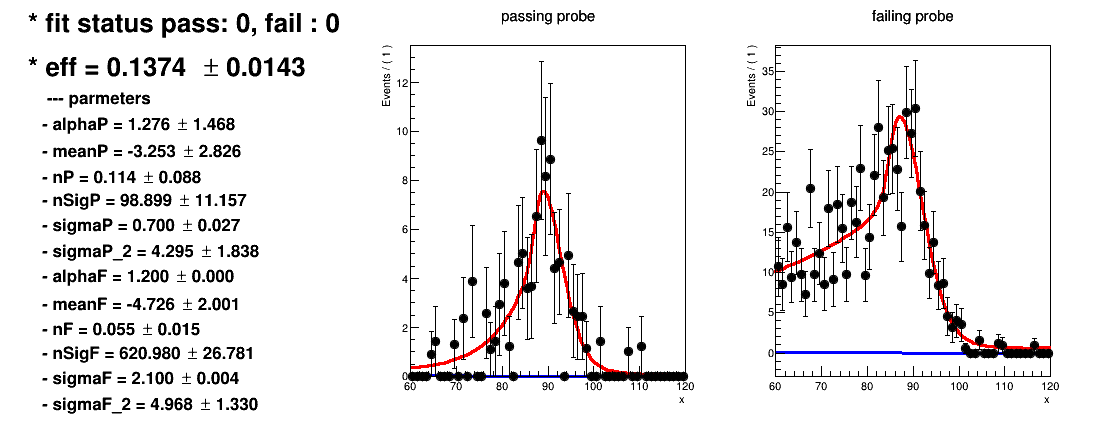 * fit status pass: 0, fail : 0
* eff = 0.1374 ± 0.0143
--- parmeters
- alphaP = 1.276 ± 1.468
- meanP = -3.253 ± 2.826
- nP = 0.114 ± 0.088
- nSigP = 98.899 ± 11.157
- sigmaP = 0.700 ± 0.027
- sigmaP_2 = 4.295 ± 1.838
- alphaF = 1.200 ± 0.000
- meanF = -4.726 ± 2.001
- nF = 0.055 ± 0.015
- nSigF = 620.980 ± 26.781
- sigmaF = 2.100 ± 0.004
- sigmaF_2 = 4.968 ± 1.330
passing probe
Events / ( 1 )
12
10
8
6
4
2
0
60 70 80 90 100 110 120
x
failing probe
Events / ( 1 )
35
30
25
20
15
10
5
0
60 70 80 90 100 110 120
x